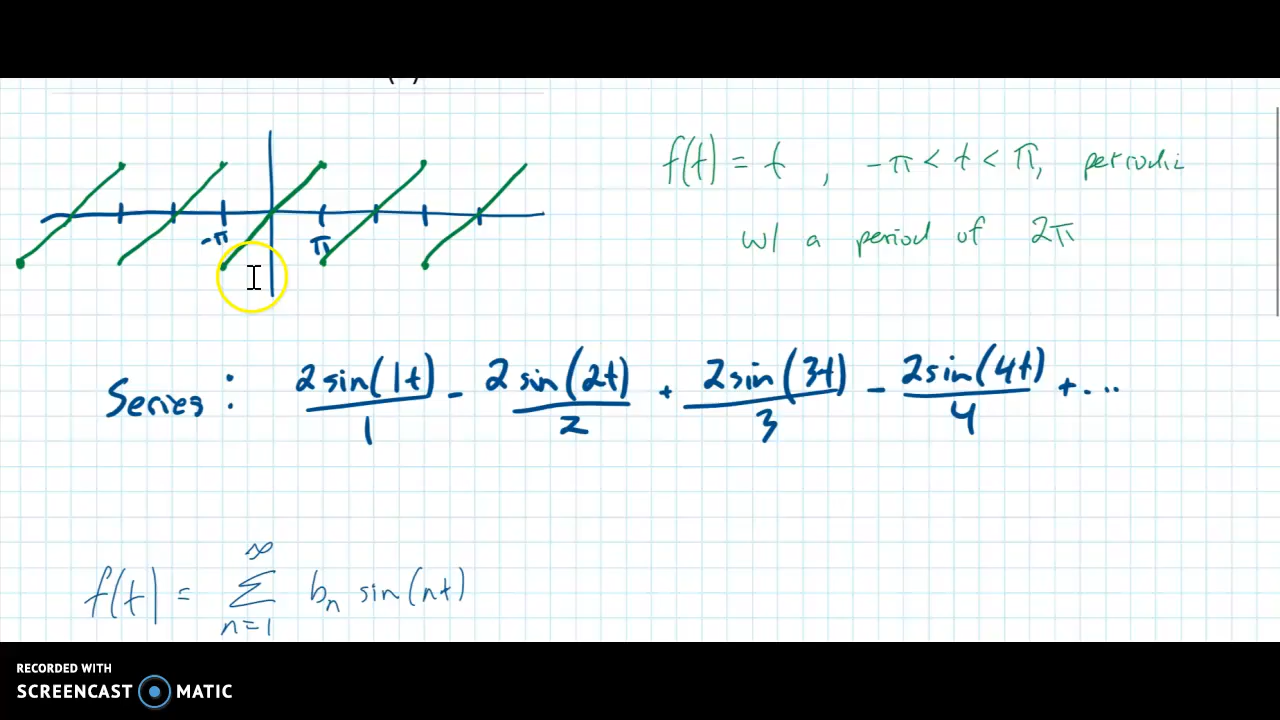 f(t) = t , -π < t < π, periodic
w/ a period of 2π
-π π
Series : 2 sin(1t)/1 - 2 sin(2t)/2 + 2 sin(3t)/3 - 2 sin(4t)/4 + ...
f(t) = ∑_{n=1}^{∞} b_n sin(nt)
RECORDED WITH
SCREENCAST MATIC